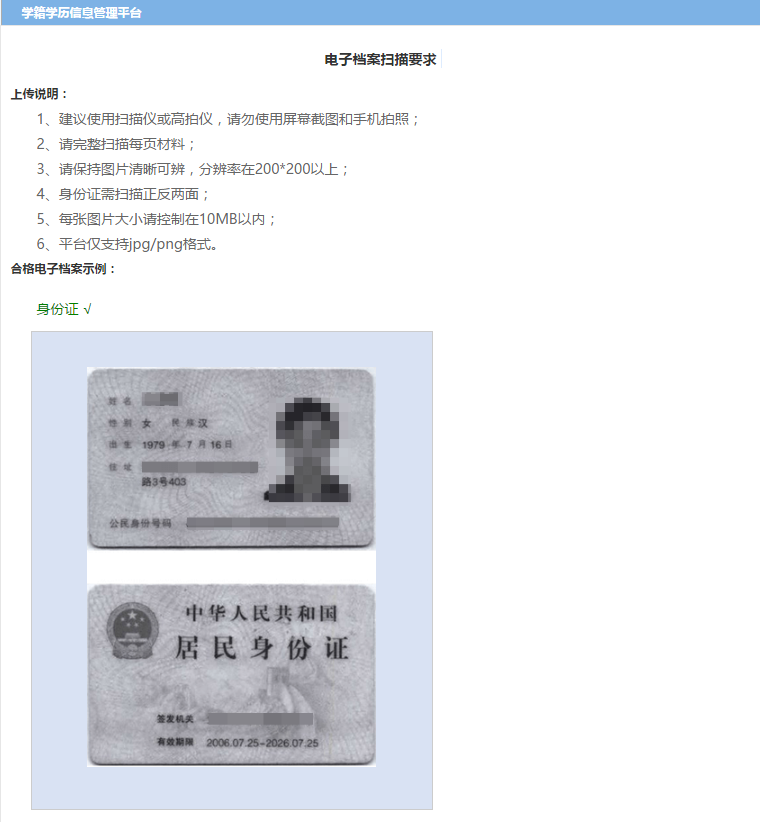 学籍学历信息管理平台
电子档案扫描要求
上传说明：
1、建议使用扫描仪或高拍仪，请勿使用屏幕截图和手机拍照；
2、请完整扫描每页材料；
3、请保持图片清晰可辨，分辨率在200*200以上；
4、身份证需扫描正反两面；
5、每张图片大小请控制在10MB以内；
6、平台仅支持jpg/png格式。
合格电子档案示例：
身份证 √
姓 名
性 别 女 民 族 汉
出 生 1979 年 7 月 16 日
住 址
路3号403
公民身份号码
中华人民共和国
居民身份证
签发机关
有效期限 2006.07.25-2026.07.25